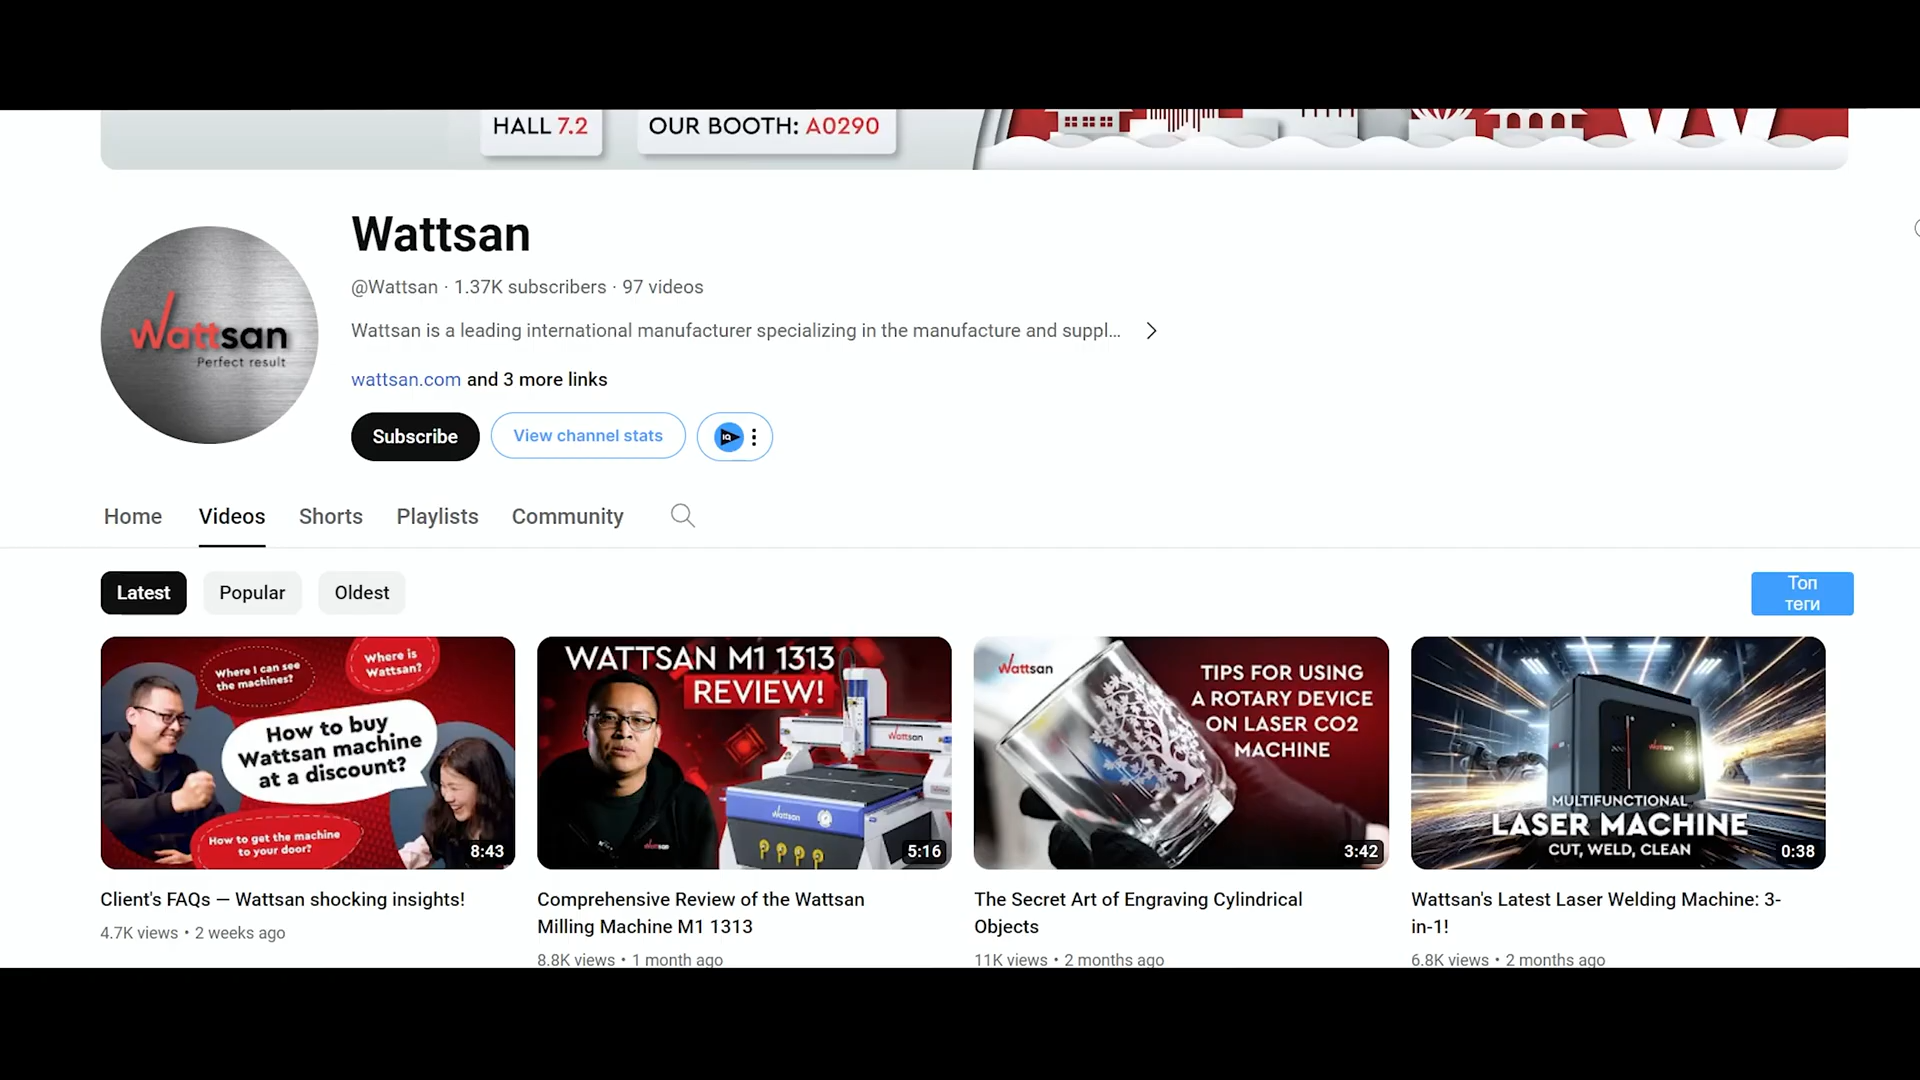 HALL 7.2
OUR BOOTH: A0290
Wattsan
Perfect result
Wattsan
@Wattsan · 1.37K subscribers · 97 videos
Wattsan is a leading international manufacturer specializing in the manufacture and suppl...
wattsan.com and 3 more links
Subscribe
View channel stats
IQ
Home
Videos
Shorts
Playlists
Community
Latest
Popular
Oldest
Топ
теги
Where I can see
the machines?
Where is
Wattsan?
How to buy
Wattsan machine
at a discount?
How to get the machine
to your door?
8:43
WATTSAN M1 1313
REVIEW!
Wattsan
Wattsan
Wattsan
5:16
Wattsan
TIPS FOR USING
A ROTARY DEVICE
ON LASER CO2
MACHINE
3:42
Wattsan
MULTIFUNCTIONAL
LASER MACHINE
CUT, WELD, CLEAN
0:38
Client's FAQs — Wattsan shocking insights!
4.7K views • 2 weeks ago
Comprehensive Review of the Wattsan
Milling Machine M1 1313
8.8K views • 1 month ago
The Secret Art of Engraving Cylindrical
Objects
11K views • 2 months ago
Wattsan's Latest Laser Welding Machine: 3-
in-1!
6.8K views • 2 months ago